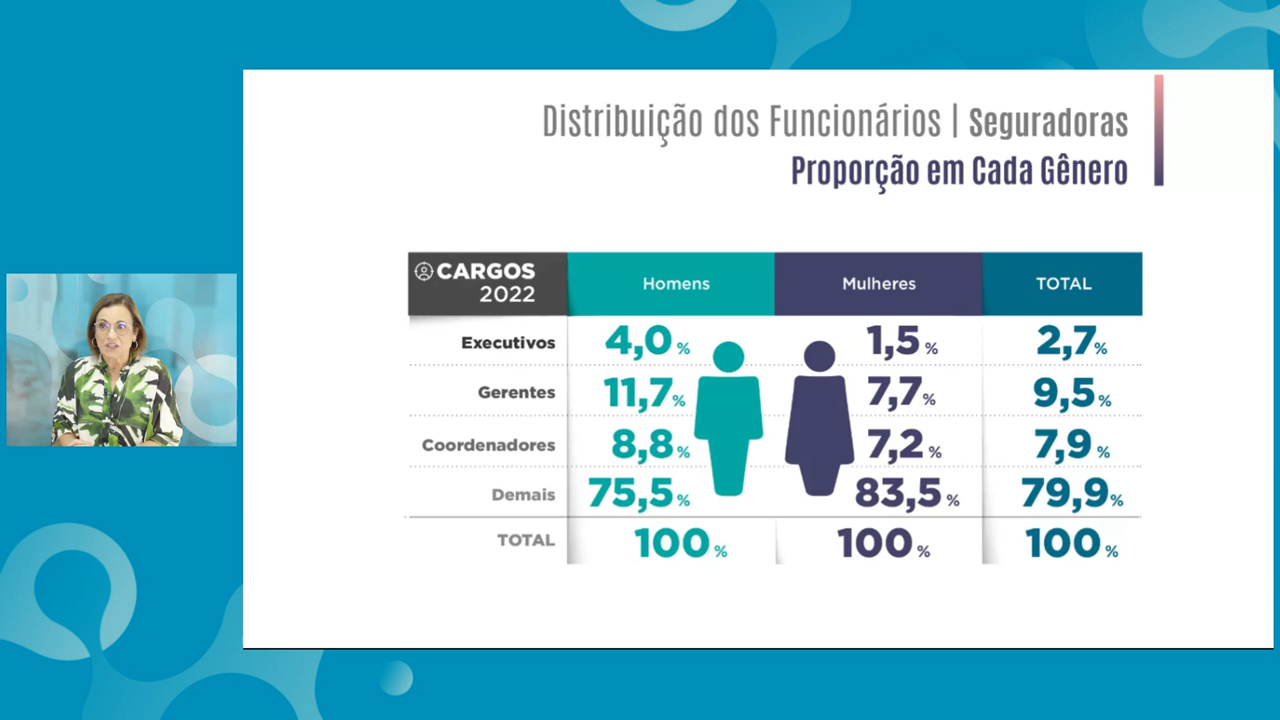 Distribuição dos Funcionários | Seguradoras
Proporção em Cada Gênero
CARGOS 2022 Homens Mulheres TOTAL
Executivos 4,0 % 1,5 % 2,7 %
Gerentes 11,7 % 7,7 % 9,5 %
Coordenadores 8,8 % 7,2 % 7,9 %
Demais 75,5 % 83,5 % 79,9 %
TOTAL 100 % 100 % 100 %